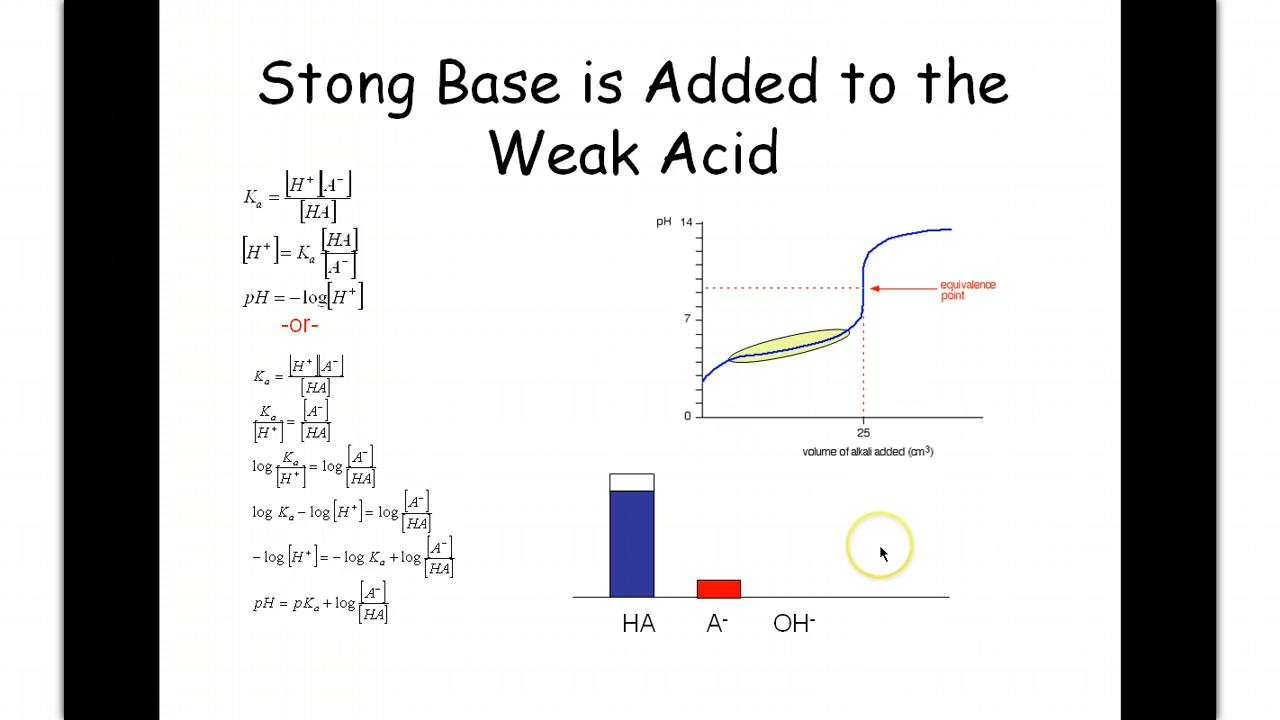 Stong Base is Added to the
Weak Acid
Kₐ = [H⁺][A⁻] / [HA]
[H⁺] = Kₐ [HA] / [A⁻]
pH = −log[H⁺]
-or-
Kₐ = [H⁺][A⁻] / [HA]
Kₐ / [H⁺] = [A⁻] / [HA]
log Kₐ / [H⁺] = log [A⁻] / [HA]
log Kₐ − log[H⁺] = log [A⁻] / [HA]
− log[H⁺] = − log Kₐ + log [A⁻] / [HA]
pH = pKₐ + log [A⁻] / [HA]
pH 14
equivalence
point
7
0
25
volume of alkali added (cm³)
HA A⁻ OH⁻